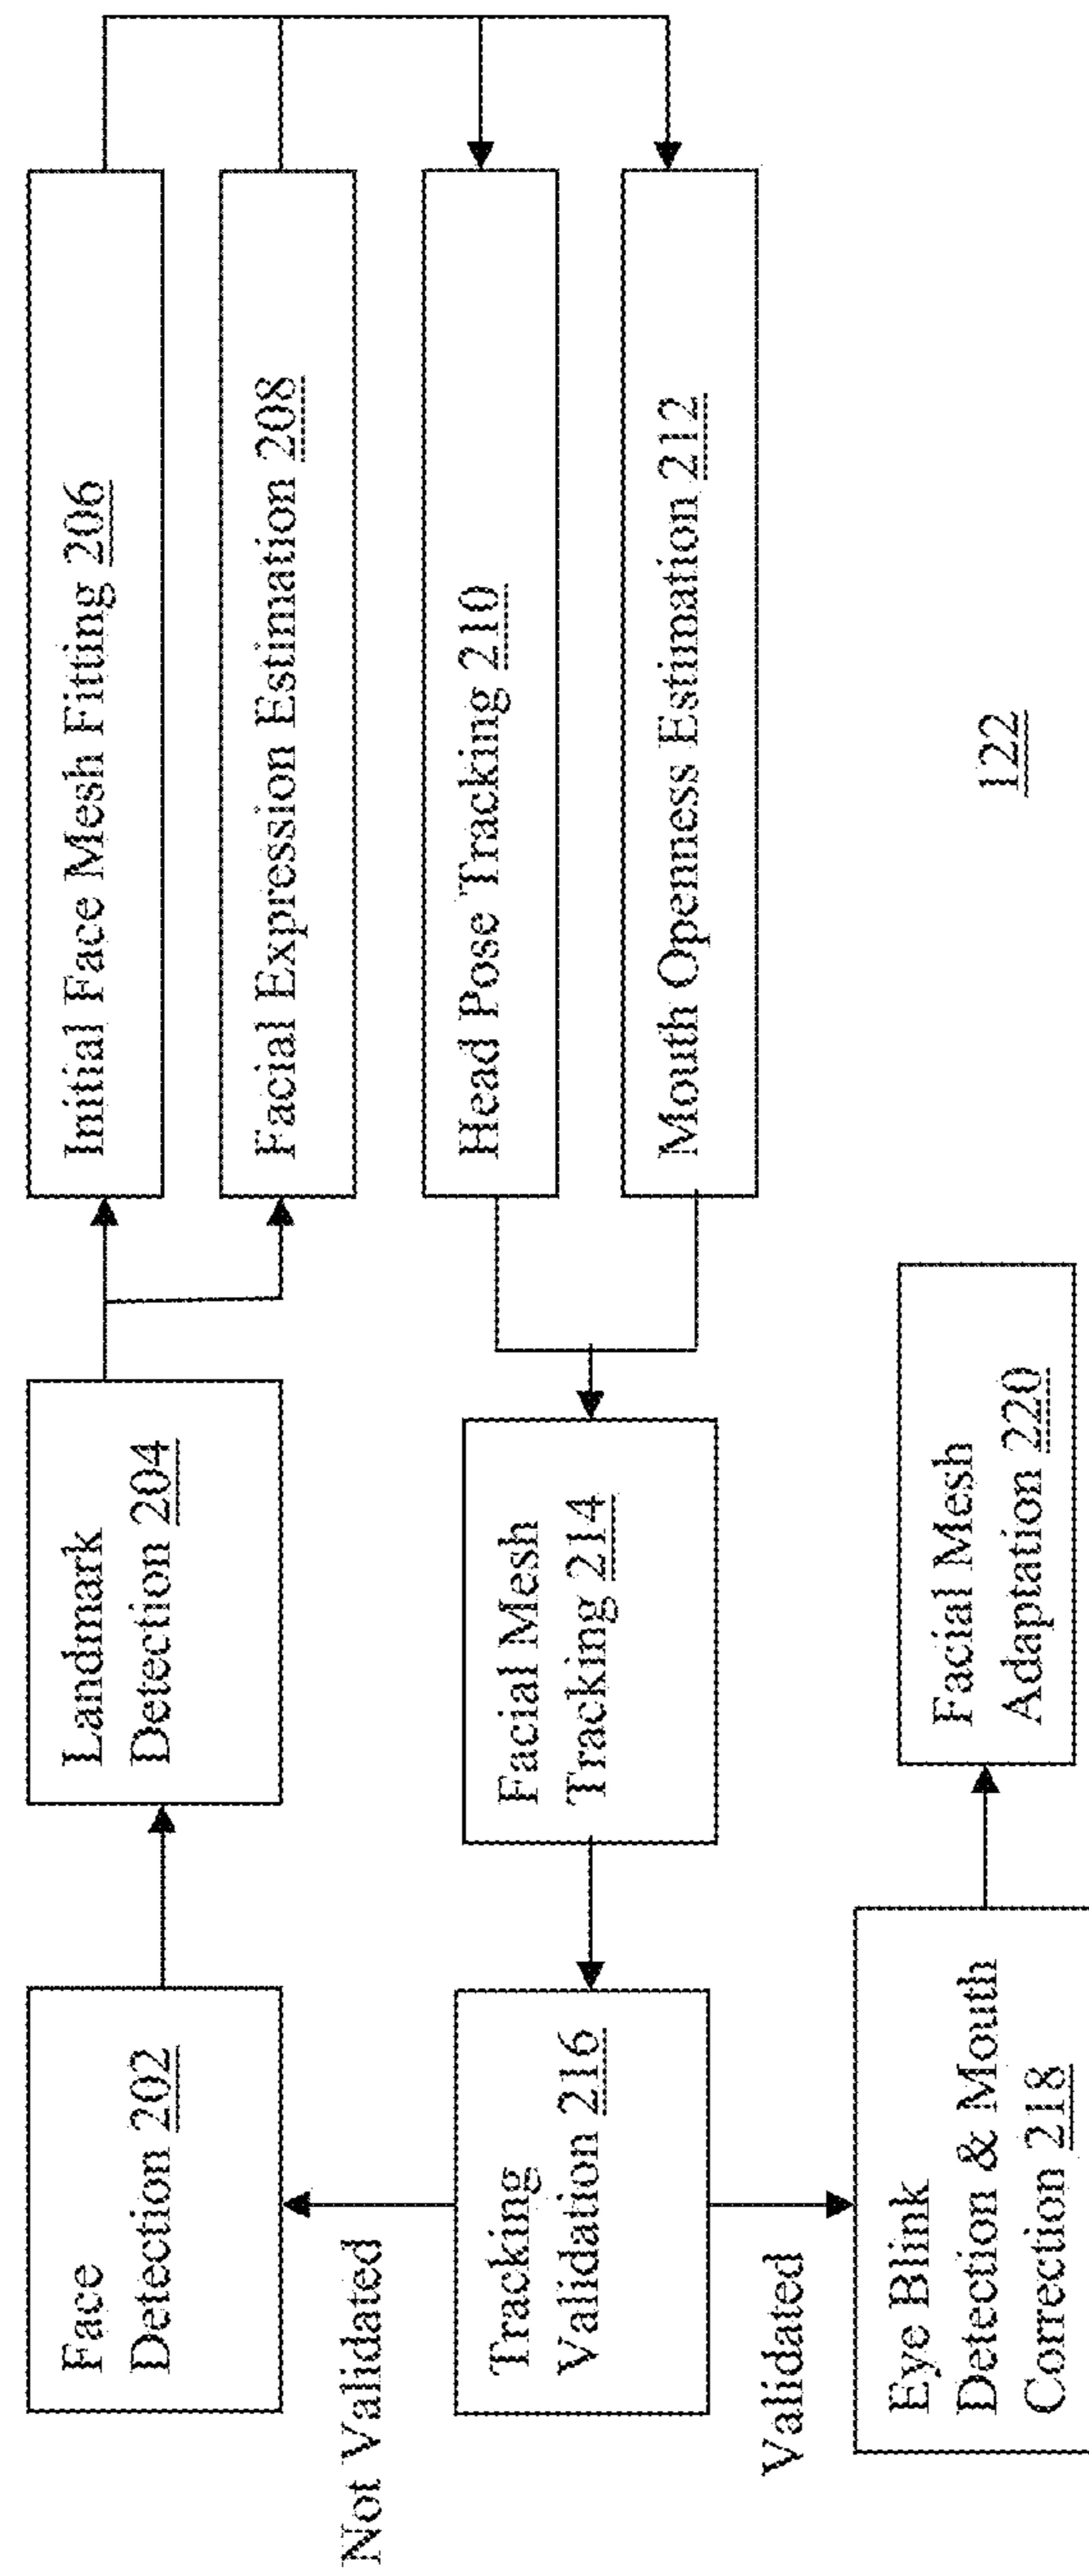 Face
Detection 202
Landmark
Detection 204
Initial Face Mesh Fitting 206
Facial Expression Estimation 208
Head Pose Tracking 210
Mouth Openness Estimation 212
Facial Mesh
Tracking 214
Tracking
Validation 216
Not Validated
Validated
Eye Blink
Detection & Mouth
Correction 218
Facial Mesh
Adaptation 220
122